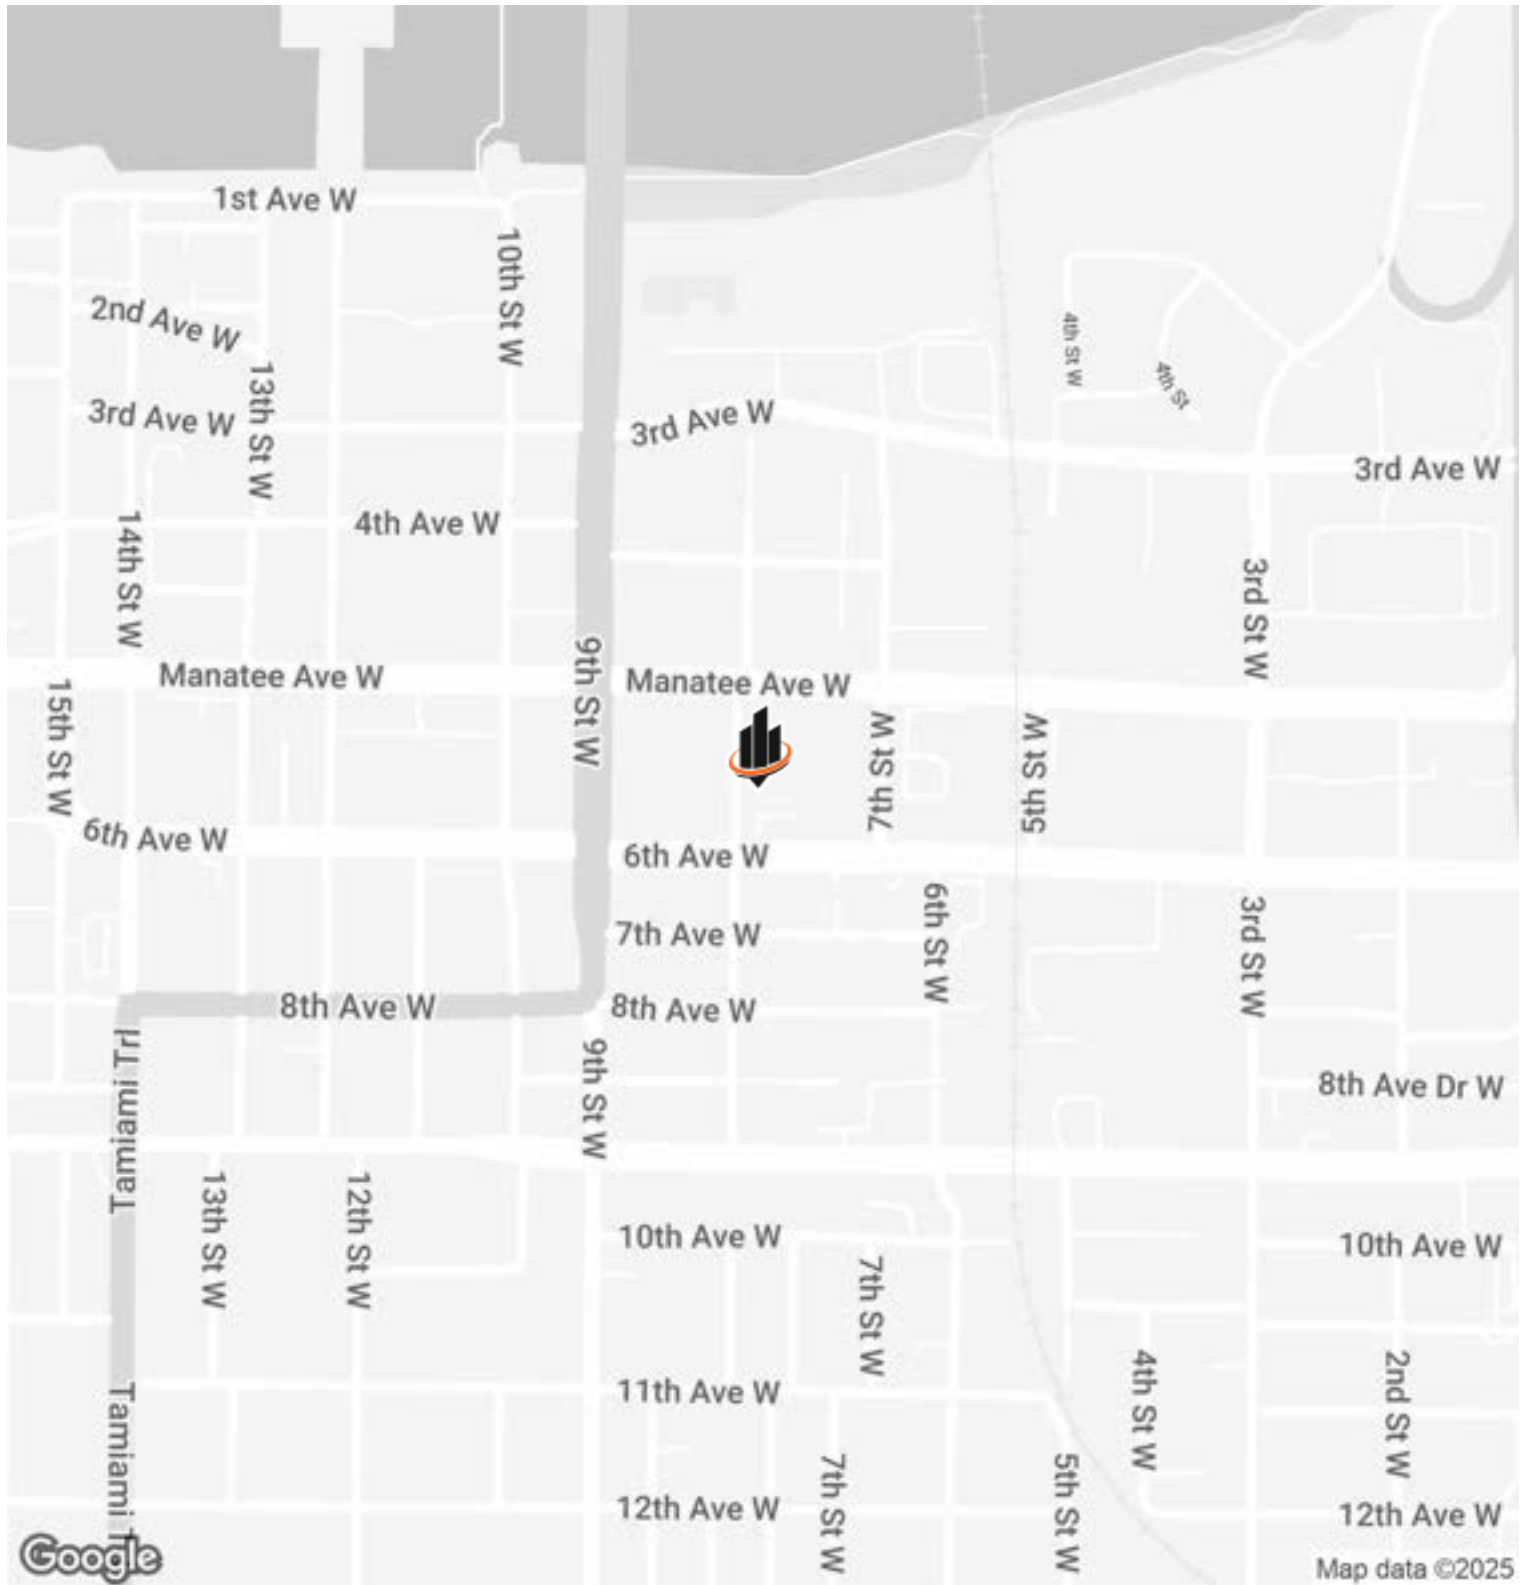 1st Ave W
10th St W
2nd Ave W
4th St W
13th St W
4th St
3rd Ave W
3rd Ave W
3rd Ave W
4th Ave W
14th St W
3rd St W
9th St W
Manatee Ave W
Manatee Ave W
15th St W
7th St W
5th St W
6th Ave W
6th Ave W
6th St W
3rd St W
7th Ave W
8th Ave W
8th Ave W
Tamiami Trl
9th St W
8th Ave Dr W
13th St W
12th St W
10th Ave W
10th Ave W
7th St W
4th St W
2nd St W
11th Ave W
Tamiami T
7th St W
5th St W
12th Ave W
12th Ave W
Google
Map data ©2025